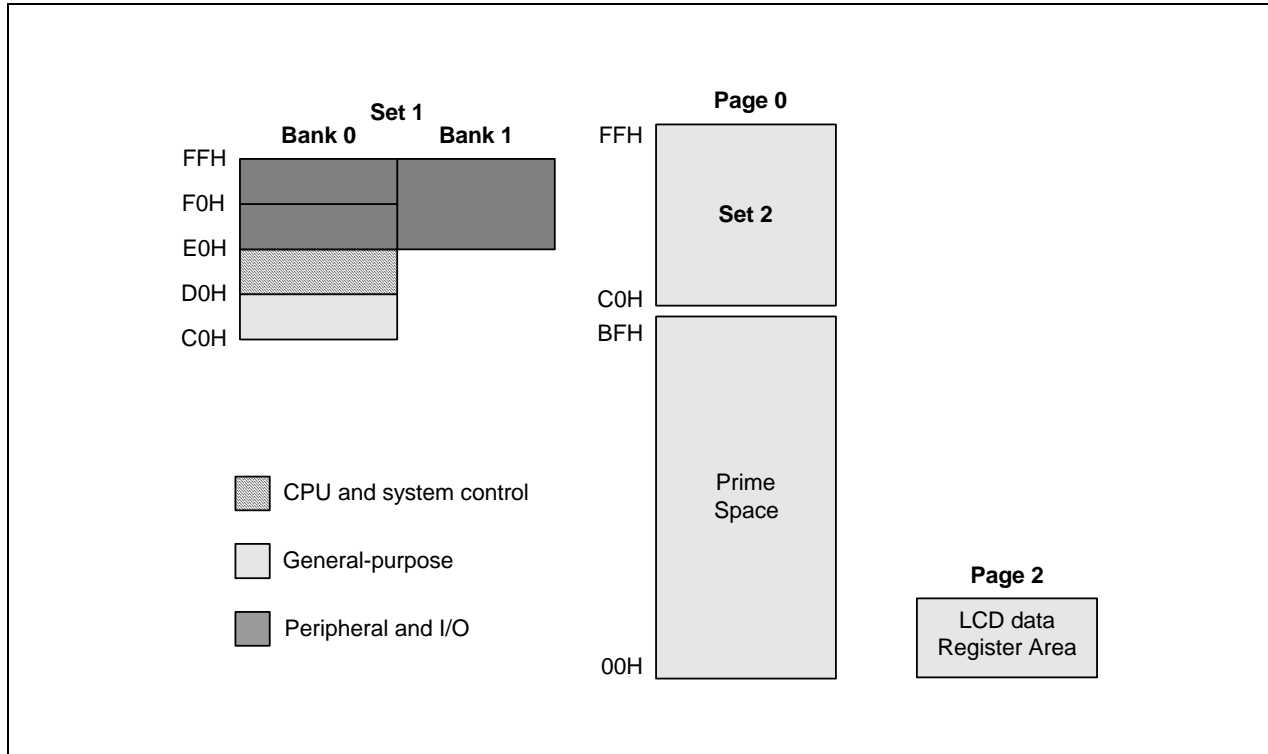 Set 1
Bank 0
Bank 1
FFH
F0H
E0H
D0H
C0H
CPU and system control
General-purpose
Peripheral and I/O
Page 0
FFH
Set 2
C0H
BFH
Prime
Space
00H
Page 2
LCD data
Register Area